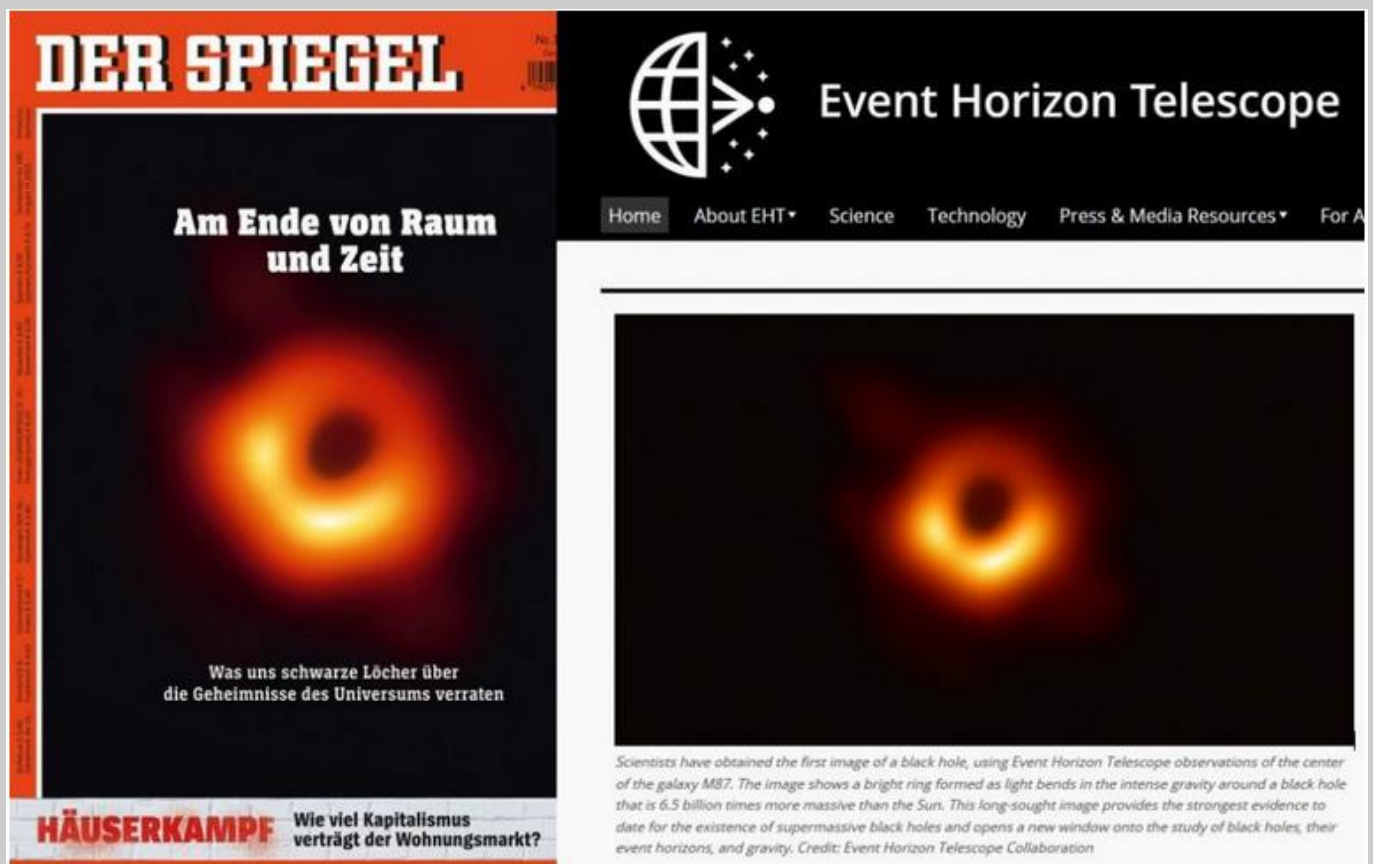 DER SPIEGEL
Am Ende von Raum
und Zeit
Was uns schwarze Löcher über
die Geheimnisse des Universums verraten
HÄUSERKAMPF
Wie viel Kapitalismus
verträgt der Wohnungsmarkt?
Event Horizon Telescope
Home About EHT▾ Science Technology Press & Media Resources▾ For A
Scientists have obtained the first image of a black hole, using Event Horizon Telescope observations of the center
of the galaxy M87. The image shows a bright ring formed as light bends in the intense gravity around a black hole
that is 6.5 billion times more massive than the Sun. This long-sought image provides the strongest evidence to
date for the existence of supermassive black holes and opens a new window onto the study of black holes, their
event horizons, and gravity. Credit: Event Horizon Telescope Collaboration